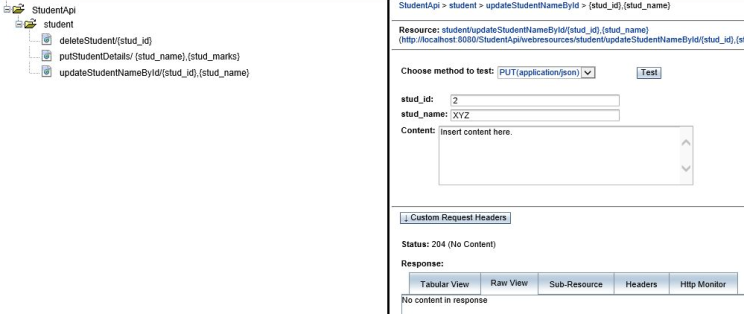 StudentApi
student
deleteStudent/{stud_id}
putStudentDetails/ {stud_name},{stud_marks}
updateStudentNameById/{stud_id},{stud_name}
StudentApi > student > updateStudentNameById > {stud_id},{stud_name}
Resource: student/updateStudentNameById/{stud_id},{stud_name}
(http://localhost:8080/StudentApi/webresources/student/updateStudentNameById/{stud_id},{st
Choose method to test: PUT(application/json) Test
stud_id: 2
stud_name: XYZ
Content: Insert content here.
↓ Custom Request Headers
Status: 204 (No Content)
Response:
Tabular View Raw View Sub-Resource Headers Http Monitor
No content in response